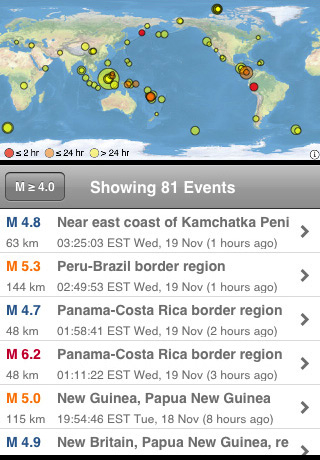 ≤ 2 hr ≤ 24 hr > 24 hr
M ≥ 4.0 Showing 81 Events
M 4.8 Near east coast of Kamchatka Peni
63 km 03:25:03 EST Wed, 19 Nov (1 hours ago)
M 5.3 Peru-Brazil border region
144 km 02:49:53 EST Wed, 19 Nov (1 hours ago)
M 4.7 Panama-Costa Rica border region
48 km 01:58:41 EST Wed, 19 Nov (2 hours ago)
M 6.2 Panama-Costa Rica border region
48 km 01:11:22 EST Wed, 19 Nov (3 hours ago)
M 5.0 New Guinea, Papua New Guinea
115 km 19:54:46 EST Tue, 18 Nov (8 hours ago)
M 4.9 New Britain, Papua New Guinea, re